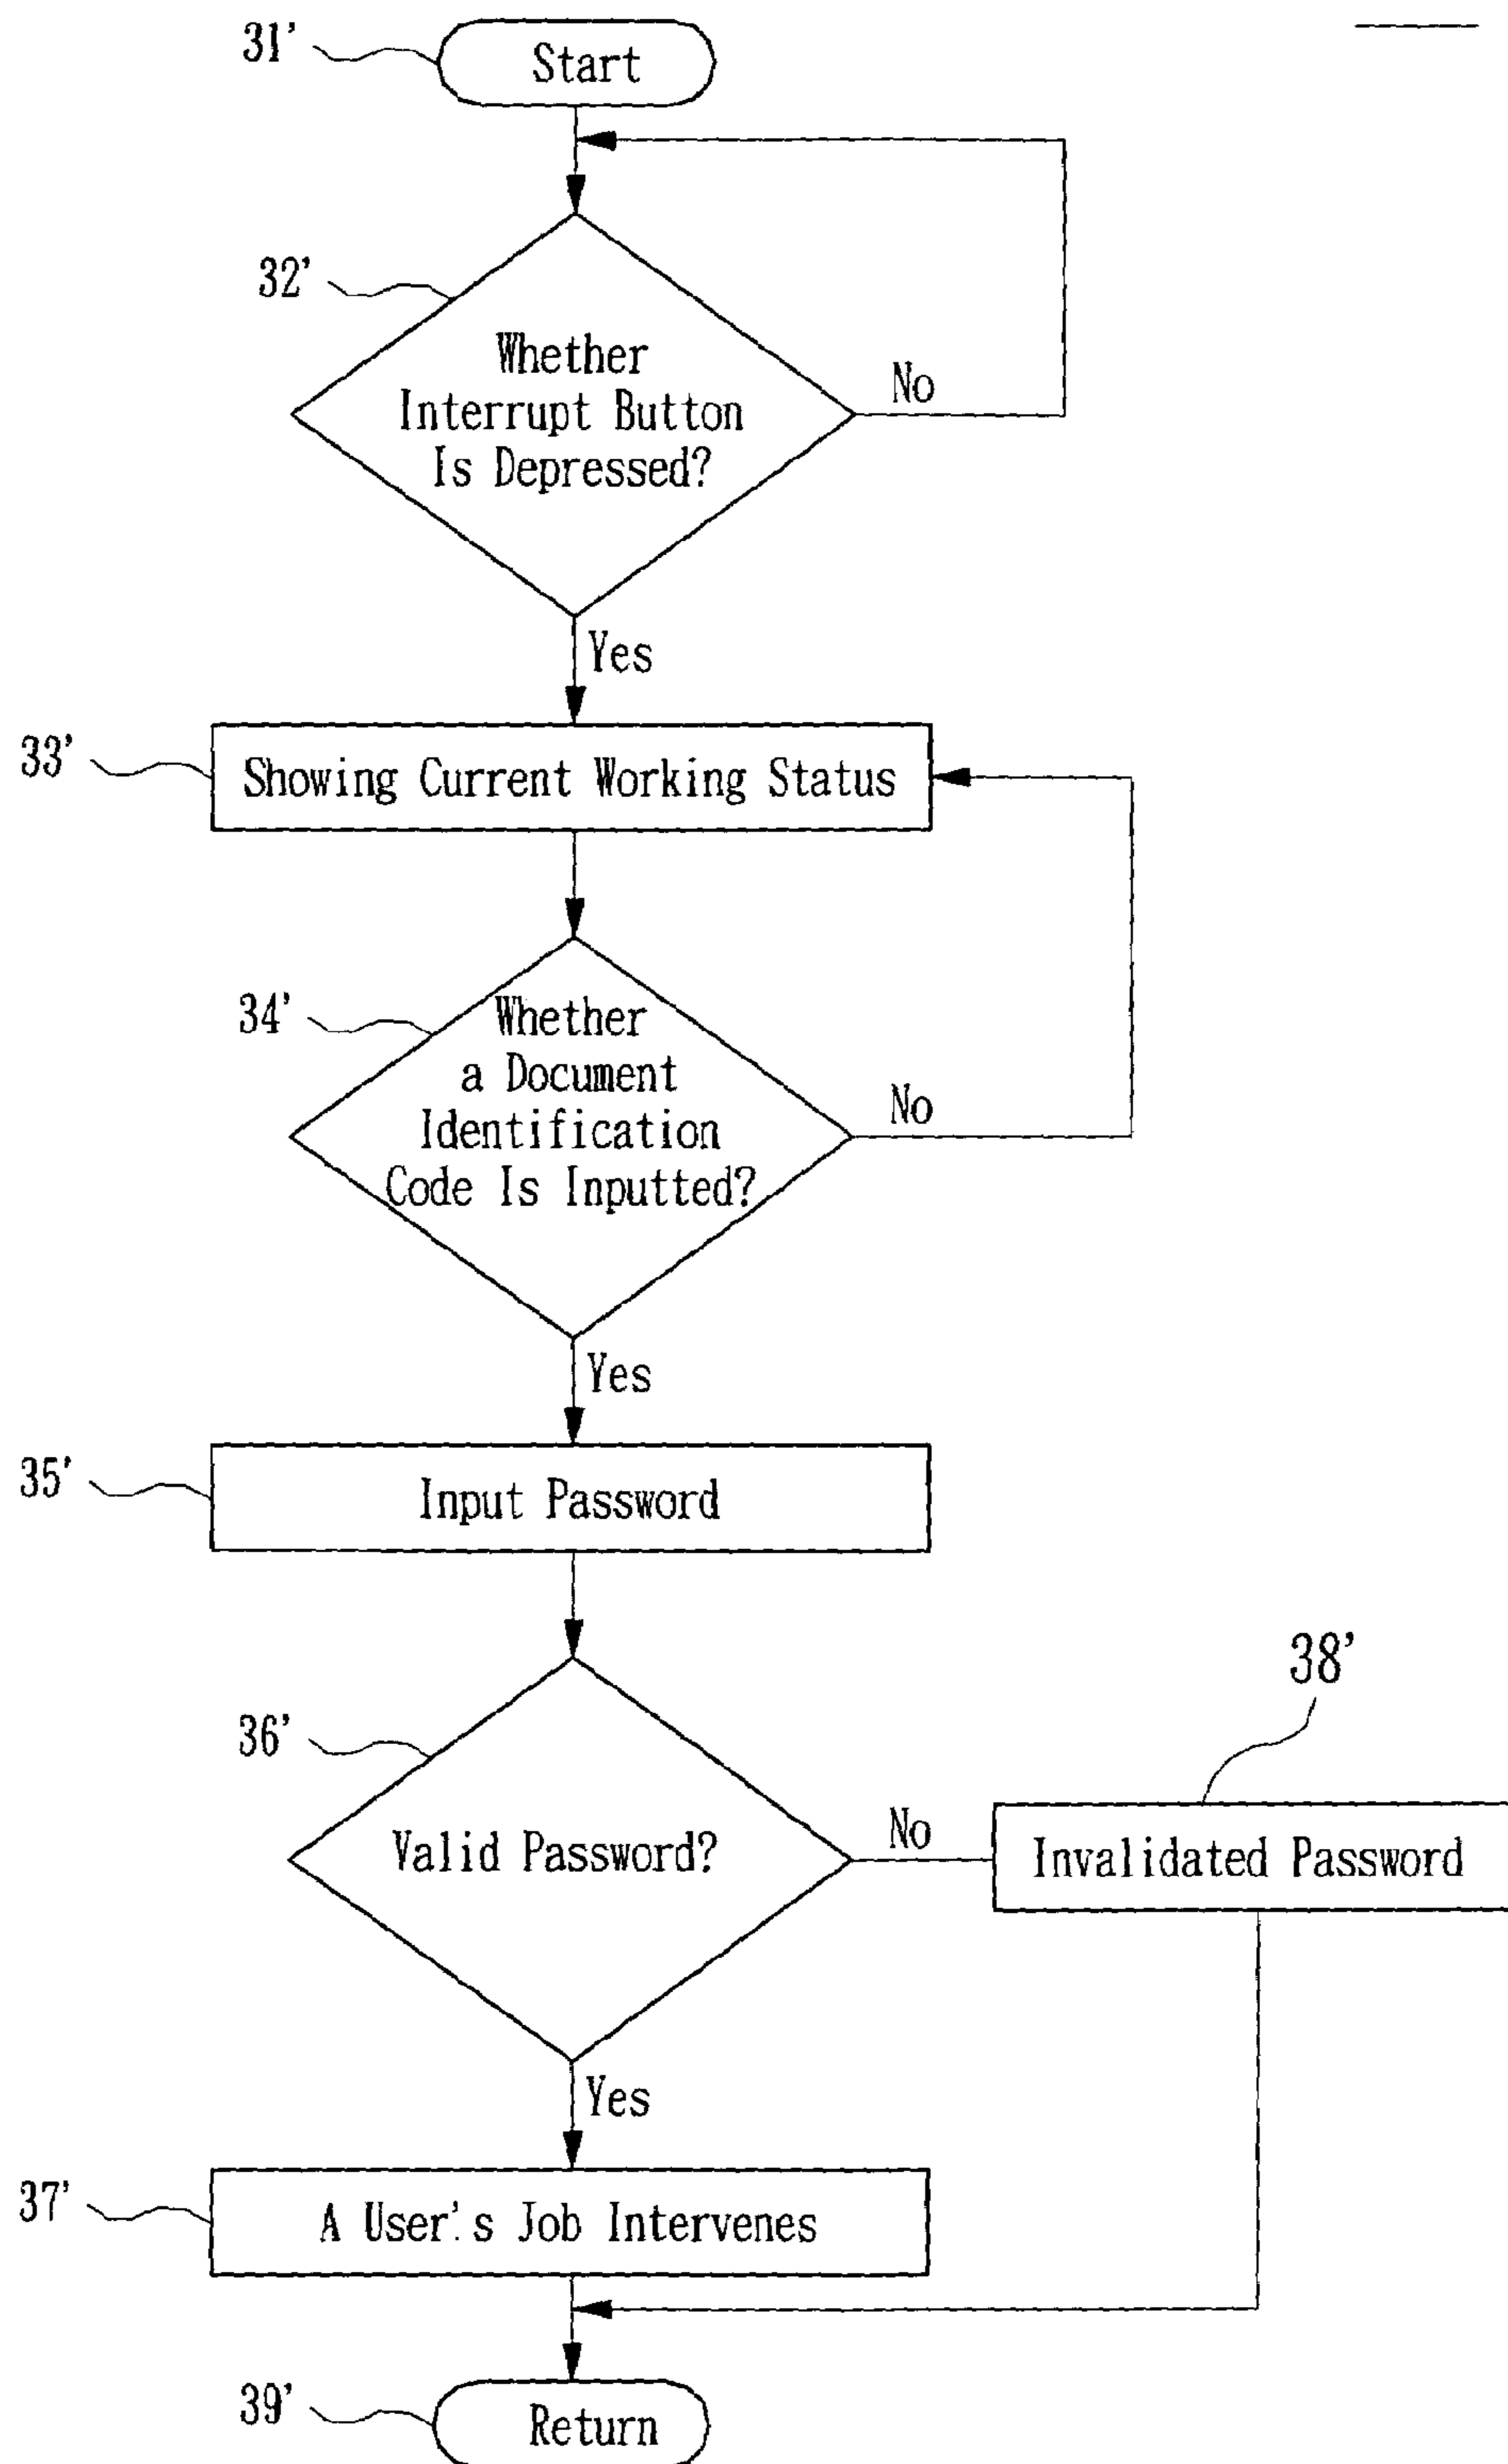 31'
Start
32'
Whether
Interrupt Button
Is Depressed?
No
Yes
33'
Showing Current Working Status
34'
Whether
a Document
Identification
Code Is Inputted?
No
Yes
35'
Input Password
38'
36'
Valid Password?
No
Invalidated Password
Yes
37'
A User's Job Intervenes
39'
Return